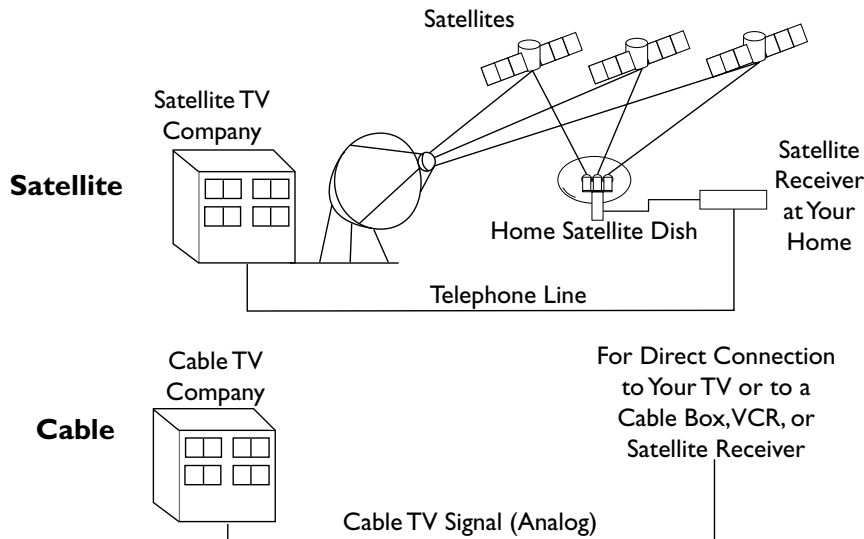 Satellites
Satellite TV
Company
Satellite
Satellite
Receiver
at Your
Home
Home Satellite Dish
Telephone Line
Cable TV
Company
Cable
For Direct Connection
to Your TV or to a
Cable Box, VCR, or
Satellite Receiver
Cable TV Signal (Analog)